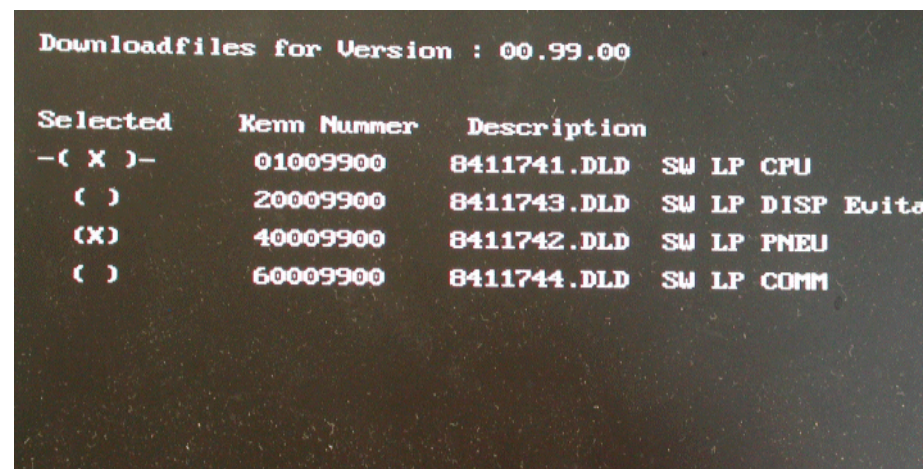 Downloadfiles for Version : 00.99.00
Selected Kenn Nummer Description
-( X )- 01009900 8411741.DLD SW LP CPU
( ) 20009900 8411743.DLD SW LP DISP Evita
(X) 40009900 8411742.DLD SW LP PNEU
( ) 60009900 8411744.DLD SW LP COMM